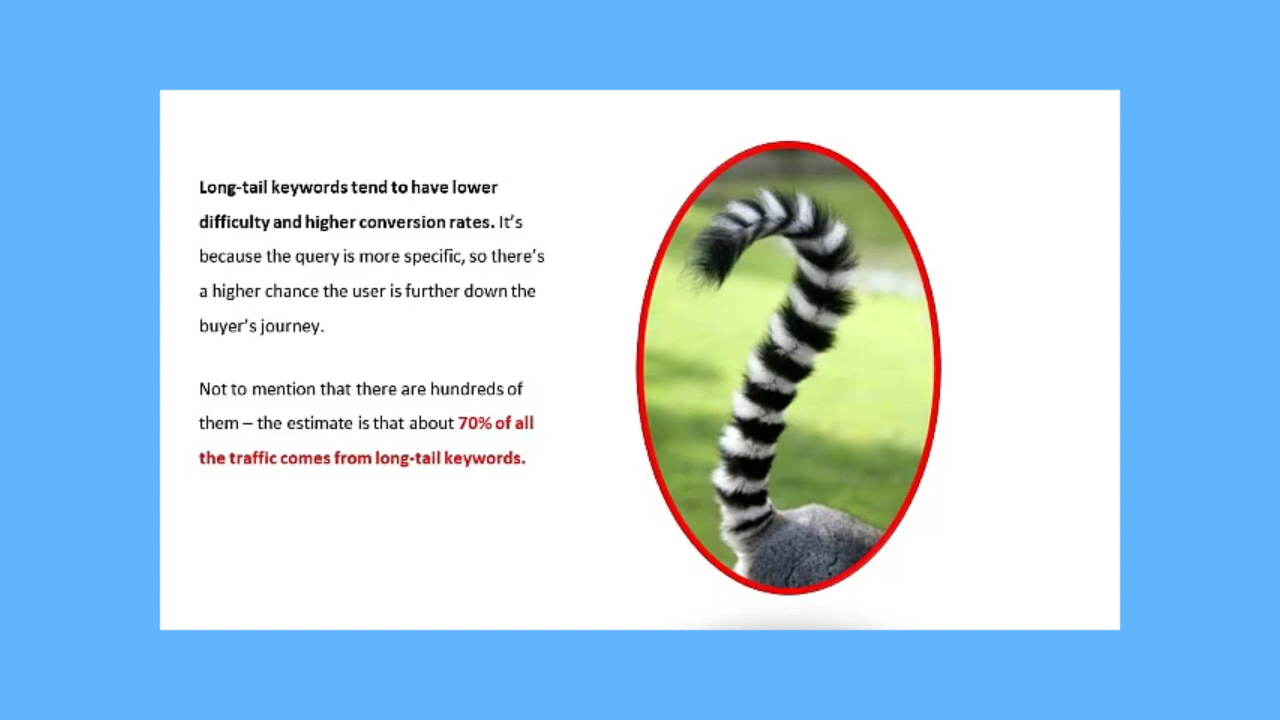 Long-tail keywords tend to have lower
difficulty and higher conversion rates. It's
because the query is more specific, so there's
a higher chance the user is further down the
buyer's journey.
Not to mention that there are hundreds of
them – the estimate is that about 70% of all
the traffic comes from long-tail keywords.